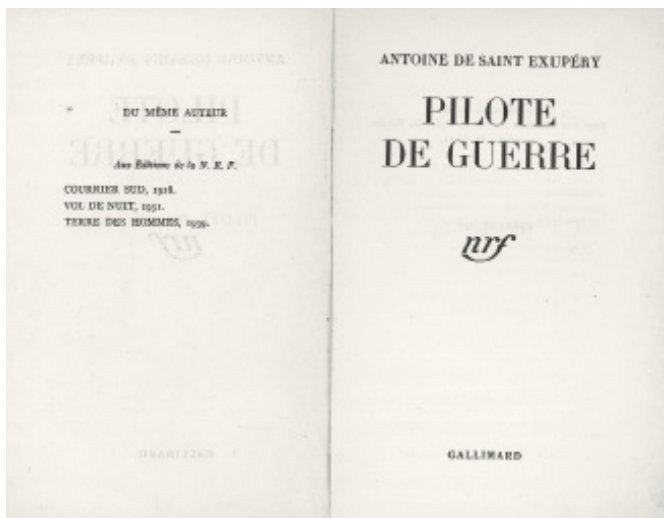 DU MÊME AUTEUR
Aux Éditions de la N. R. F.
COURRIER SUD, 1928.
VOL DE NUIT, 1931.
TERRE DES HOMMES, 1939.
ANTOINE DE SAINT EXUPÉRY
PILOTE
DE GUERRE
nrf
GALLIMARD